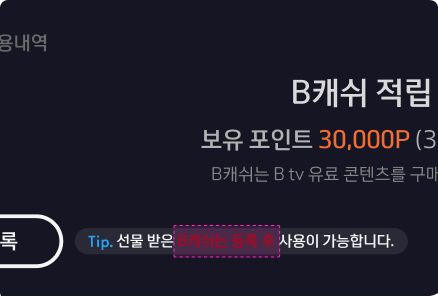 용내역
B캐쉬 적립
보유 포인트 30,000P (3
B캐쉬는 B tv 유료 콘텐츠를 구매
록
Tip. 선물 받은 B캐쉬는 등록 후 사용이 가능합니다.